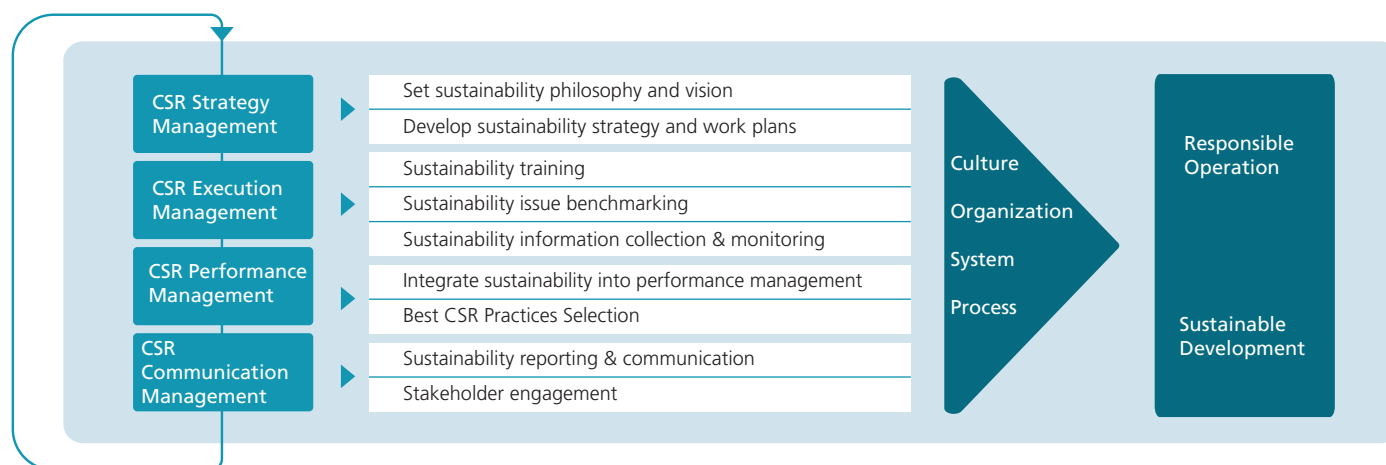 CSR Strategy
Management
Set sustainability philosophy and vision
Develop sustainability strategy and work plans
CSR Execution
Management
Sustainability training
Sustainability issue benchmarking
Sustainability information collection & monitoring
CSR Performance
Management
Integrate sustainability into performance management
Best CSR Practices Selection
CSR
Communication
Management
Sustainability reporting & communication
Stakeholder engagement
Culture
Organization
System
Process
Responsible
Operation
Sustainable
Development